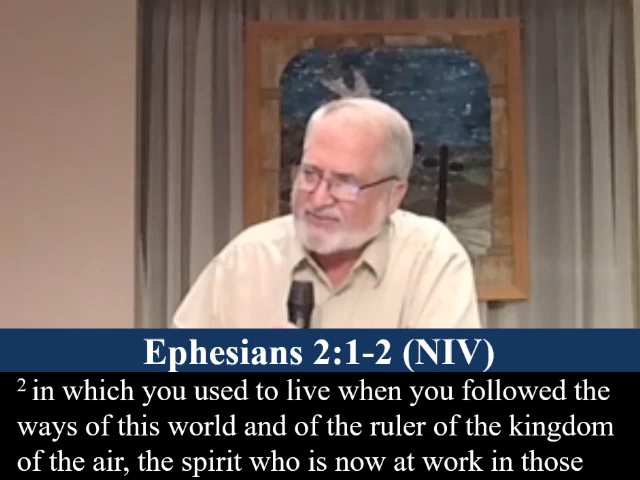 Ephesians 2:1-2 (NIV)
2 in which you used to live when you followed the
ways of this world and of the ruler of the kingdom
of the air, the spirit who is now at work in those